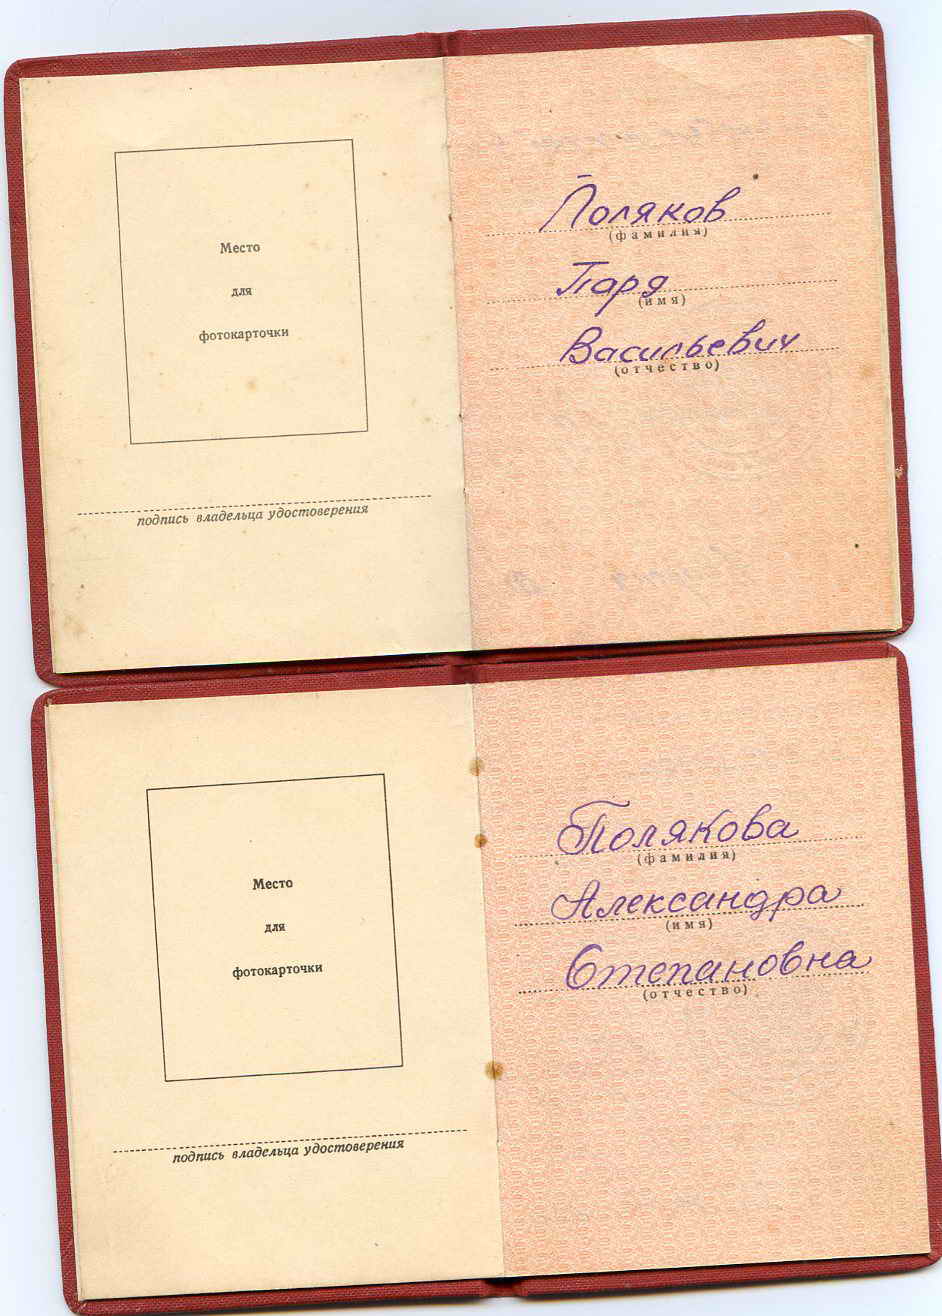 Место
для
фотокарточки
подпись владельца удостоверения
Поляков
(фамилия)
Паря
(имя)
Васильевич
(отчество)
Место
для
фотокарточки
подпись владельца удостоверения
Полякова
(фамилия)
Александра
(имя)
Степановна
(отчество)